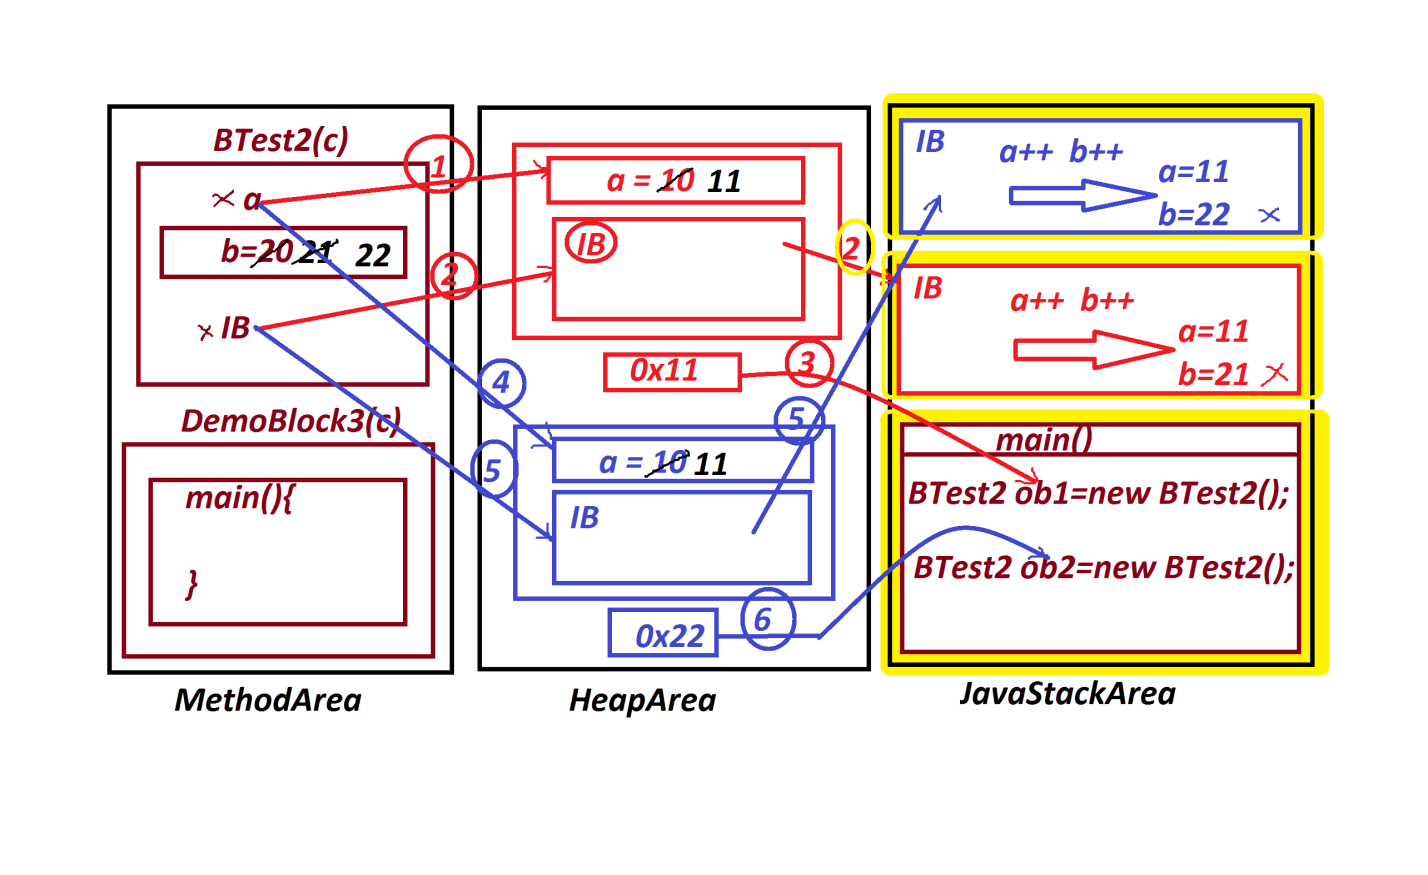 BTest2(c)
1
a
b=20 21 22
2
IB
DemoBlock3(c)
main(){
}
MethodArea
a = 10 11
IB
2
0x11
3
4
5
5
a = 10 11
IB
0x22
6
HeapArea
IB
a++ b++
a=11
b=22
IB
a++ b++
a=11
b=21
main()
BTest2 ob1=new BTest2();
BTest2 ob2=new BTest2();
JavaStackArea